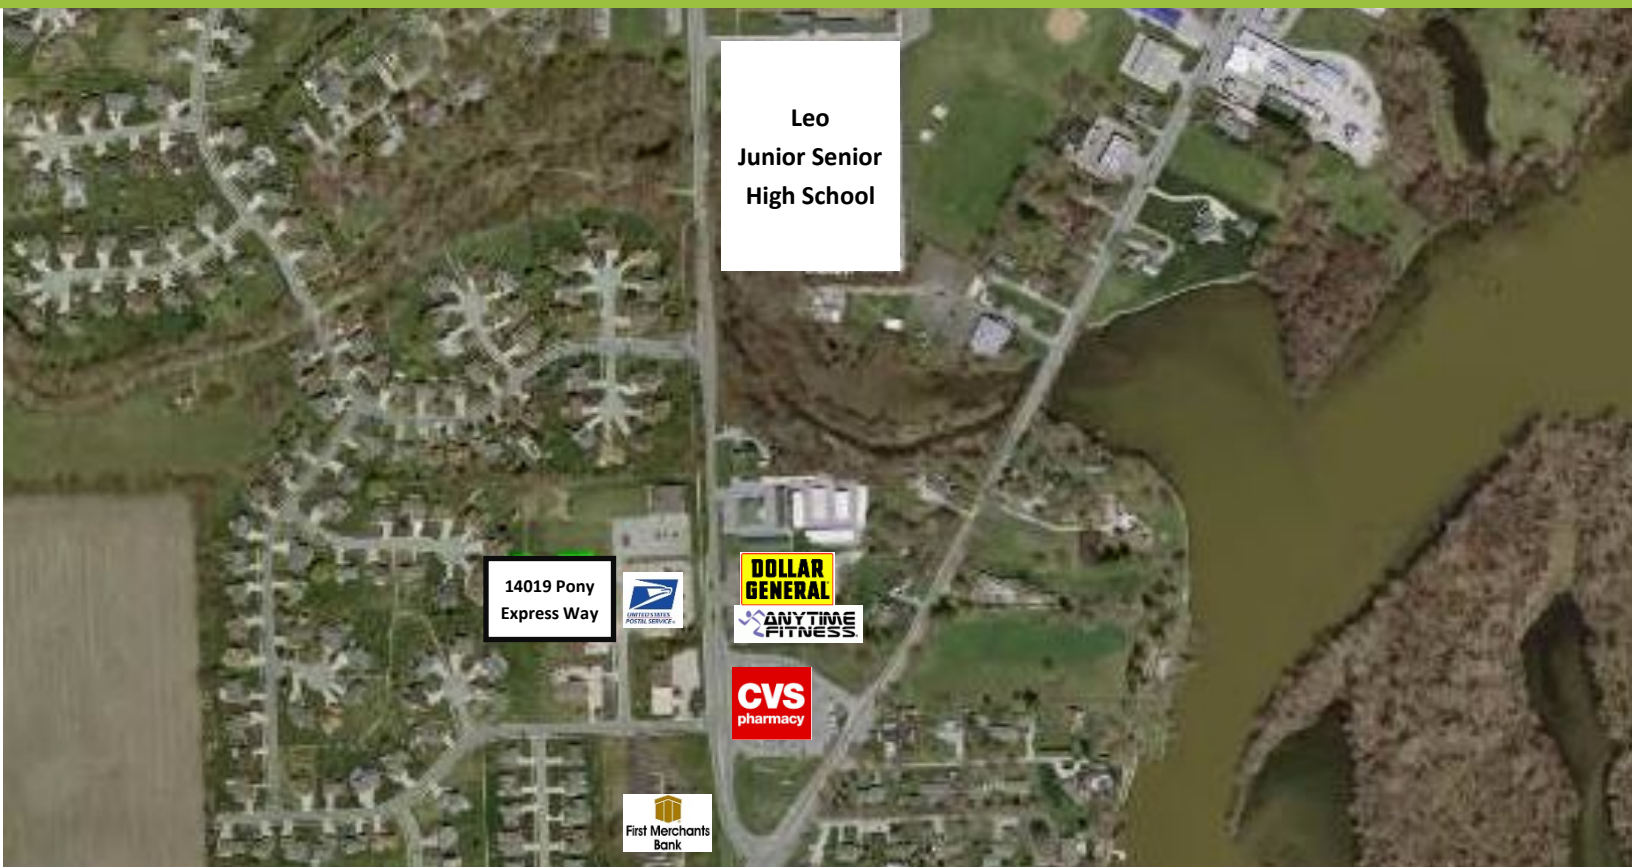 Leo
Junior Senior
High School
14019 Pony
Express Way
UNITED STATES
POSTAL SERVICE
DOLLAR
GENERAL
ANYTIME
FITNESS
CVS
pharmacy
First Merchants
Bank